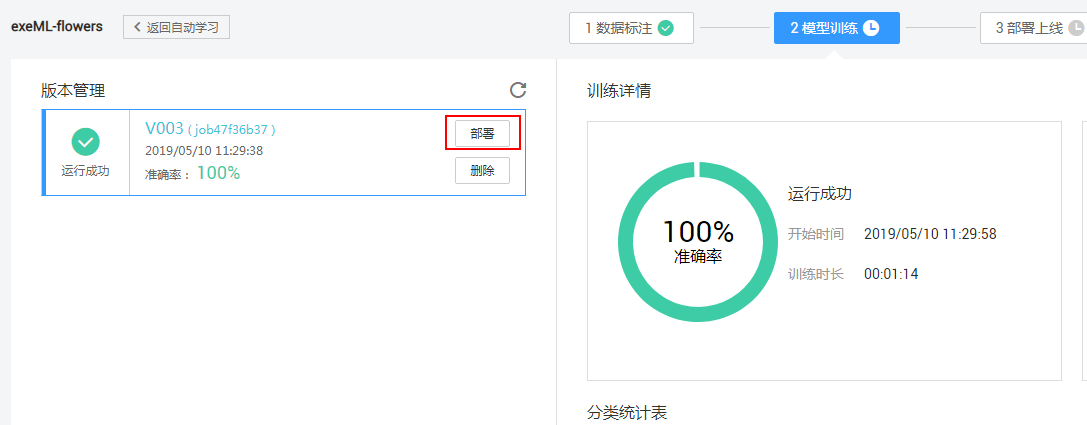 exeML-flowers
返回自动学习
1 数据标注
2 模型训练
3 部署上线
版本管理
运行成功
V003 ( job47f36b37 )
2019/05/10 11:29:38
准确率： 100%
部署
删除
训练详情
100%
准确率
运行成功
开始时间 2019/05/10 11:29:58
训练时长 00:01:14
分类统计表